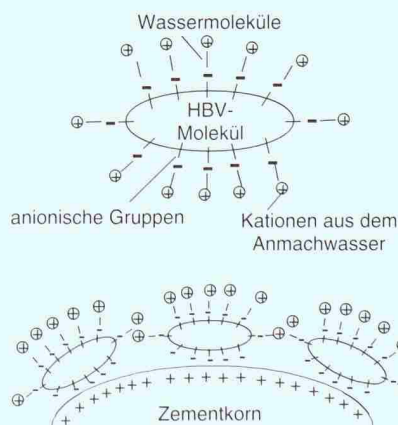 Wassermoleküle
HBV-
Molekül
anionische Gruppen
Kationen aus dem
Anmachwasser
Zementkorn